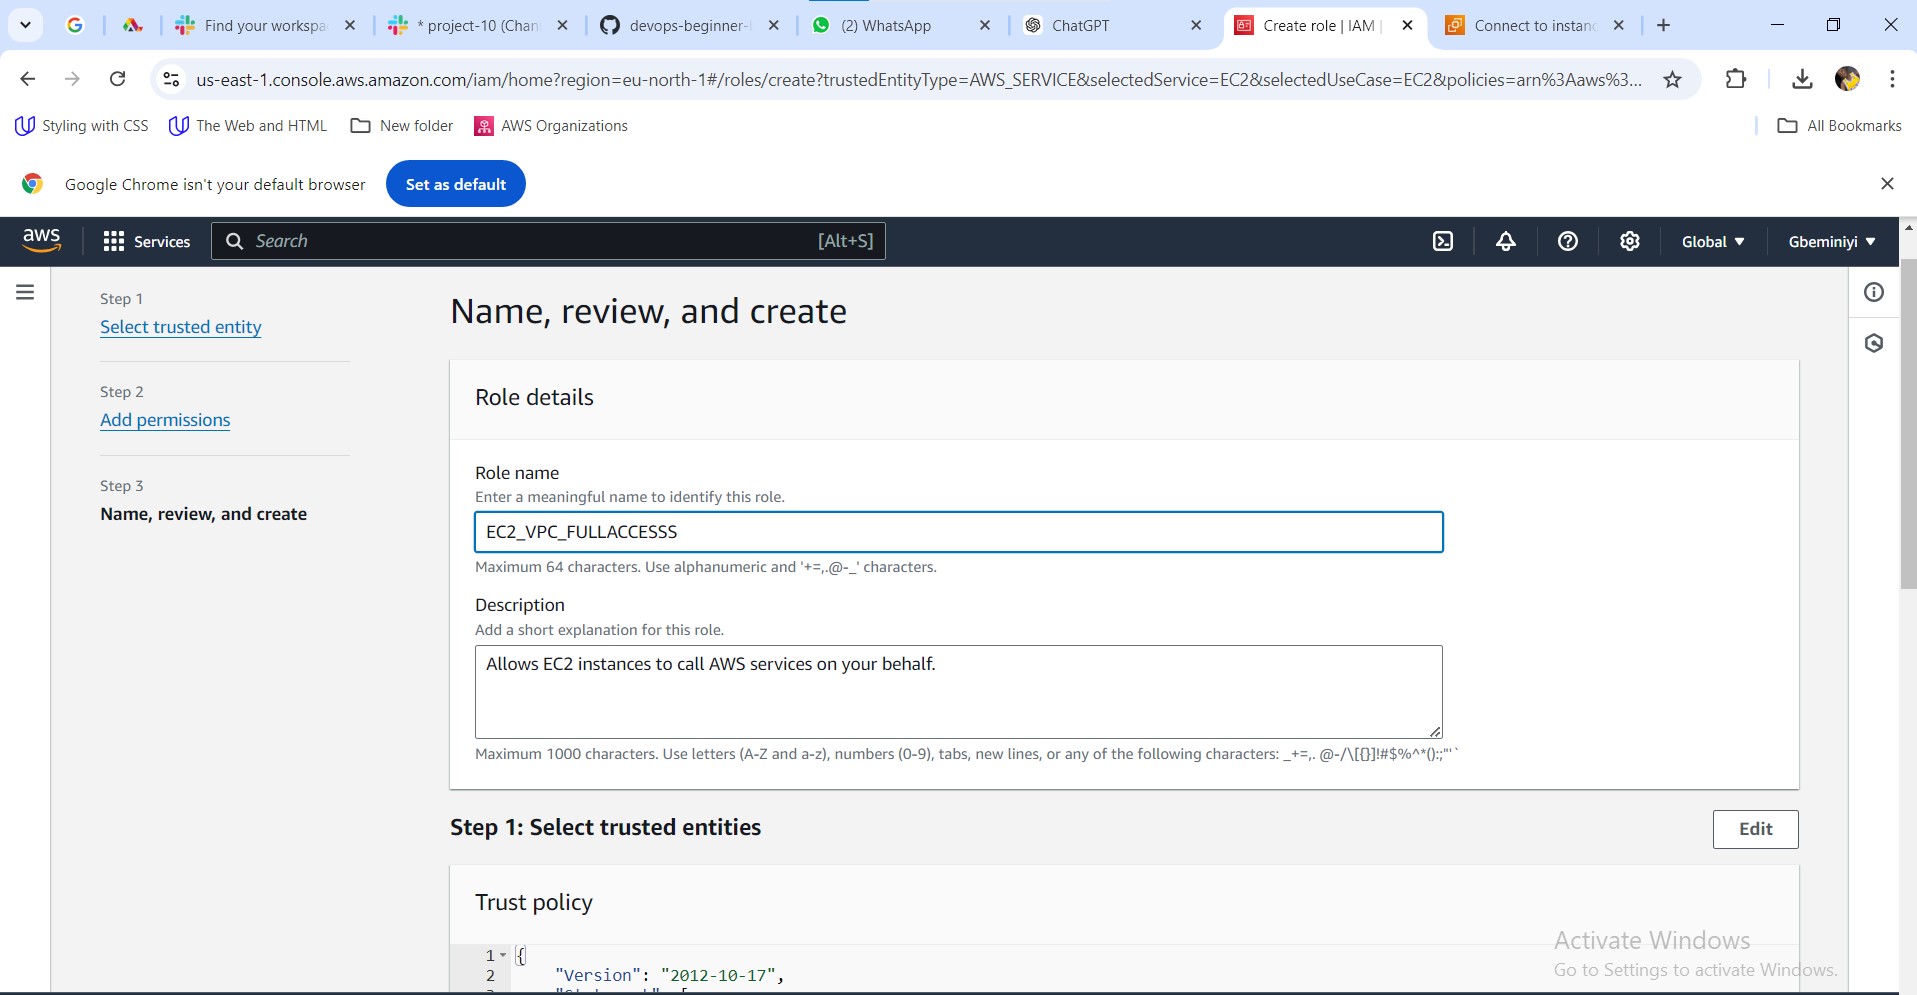 Find your workspa
* project-10 (Chan
devops-beginner-
(2) WhatsApp
ChatGPT
Create role | IAM |
Connect to instanc
us-east-1.console.aws.amazon.com/iam/home?region=eu-north-1#/roles/create?trustedEntityType=AWS_SERVICE&selectedService=EC2&selectedUseCase=EC2&policies=arn%3Aaws%3...
Styling with CSS
The Web and HTML
New folder
AWS Organizations
All Bookmarks
Google Chrome isn't your default browser
Set as default
aws
Services
Search
[Alt+S]
Global
Gbeminiyi
Step 1
Select trusted entity
Step 2
Add permissions
Step 3
Name, review, and create
Name, review, and create
Role details
Role name
Enter a meaningful name to identify this role.
EC2_VPC_FULLACCESSS
Maximum 64 characters. Use alphanumeric and '+=,.@-_' characters.
Description
Add a short explanation for this role.
Allows EC2 instances to call AWS services on your behalf.
Maximum 1000 characters. Use letters (A-Z and a-z), numbers (0-9), tabs, new lines, or any of the following characters: _+=,. @-/\[{}]!#$%^*();:"'`
Step 1: Select trusted entities
Edit
Trust policy
1 {
2 "Version": "2012-10-17",
Activate Windows
Go to Settings to activate Windows.